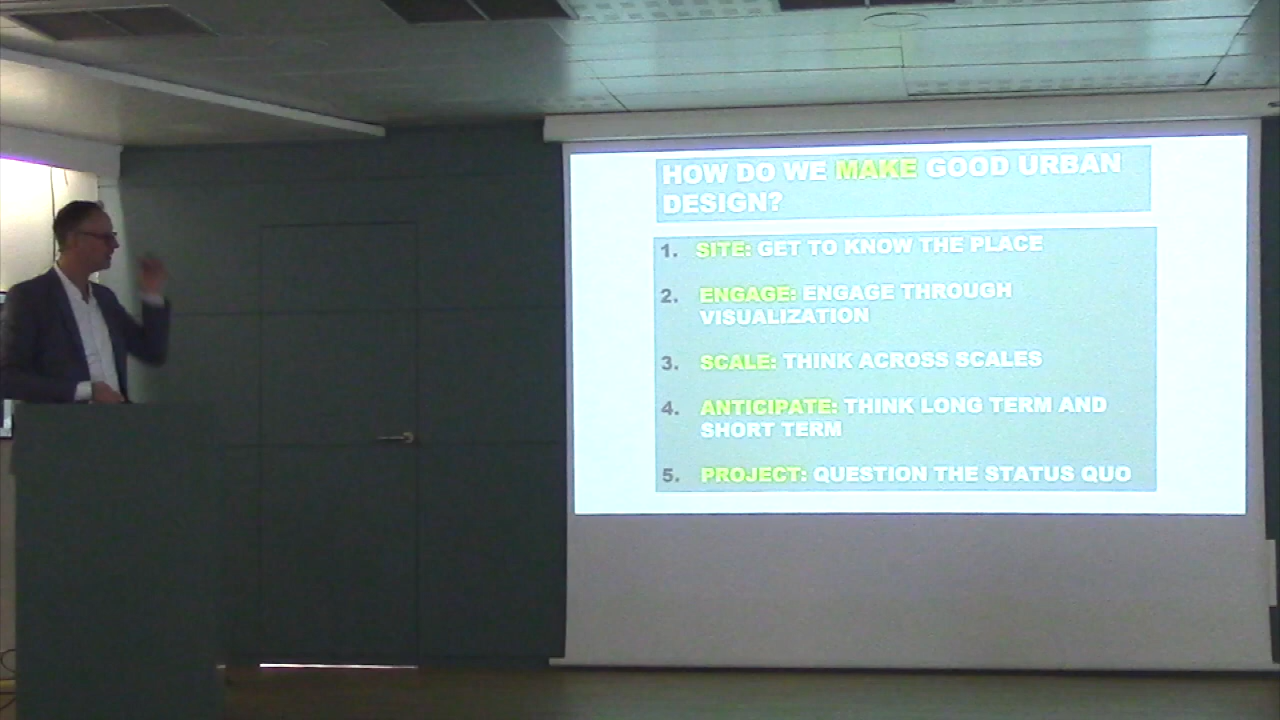 HOW DO WE MAKE GOOD URBAN
DESIGN?
1. SITE: GET TO KNOW THE PLACE
2. ENGAGE: ENGAGE THROUGH
VISUALIZATION
3. SCALE: THINK ACROSS SCALES
4. ANTICIPATE: THINK LONG TERM AND
SHORT TERM
5. PROJECT: QUESTION THE STATUS QUO